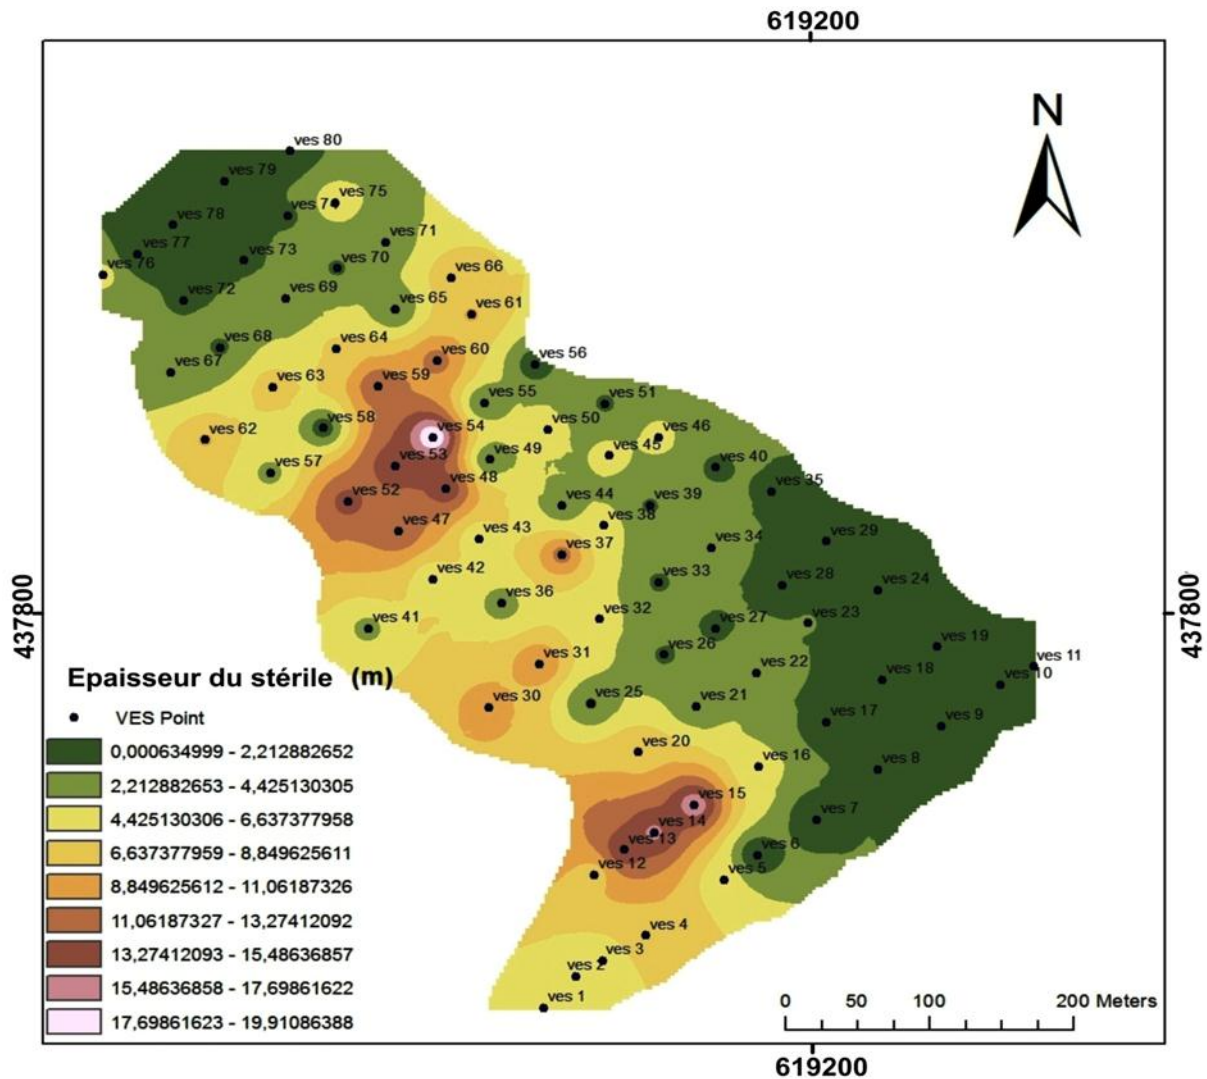 619200
N
ves 80
ves 79
ves 75
ves 78
ves 71
ves 77
ves 73
ves 70
ves 76
ves 66
ves 72
ves 69
ves 65
ves 61
ves 68
ves 64
ves 67
ves 60
ves 56
ves 63
ves 59
ves 55
ves 51
ves 62
ves 58
ves 54
ves 50
ves 46
ves 57
ves 53
ves 49
ves 45
ves 40
ves 52
ves 48
ves 44
ves 39
ves 35
ves 47
ves 43
ves 38
ves 37
ves 34
ves 29
ves 42
ves 36
ves 33
ves 28
ves 24
437800
437800
ves 41
ves 32
ves 27
ves 23
ves 31
ves 26
ves 22
ves 19
ves 18
ves 11
ves 10
ves 30
ves 25
ves 21
ves 17
ves 9
ves 20
ves 16
ves 8
ves 15
ves 14
ves 13
ves 7
ves 12
ves 6
ves 5
ves 4
ves 3
ves 2
ves 1
Epaisseur du stérile (m)
VES Point
0,000634999 - 2,212882652
2,212882653 - 4,425130305
4,425130306 - 6,637377958
6,637377959 - 8,849625611
8,849625612 - 11,06187326
11,06187327 - 13,27412092
13,27412093 - 15,48636857
15,48636858 - 17,69861622
17,69861623 - 19,91086388
0 50 100 200 Meters
619200